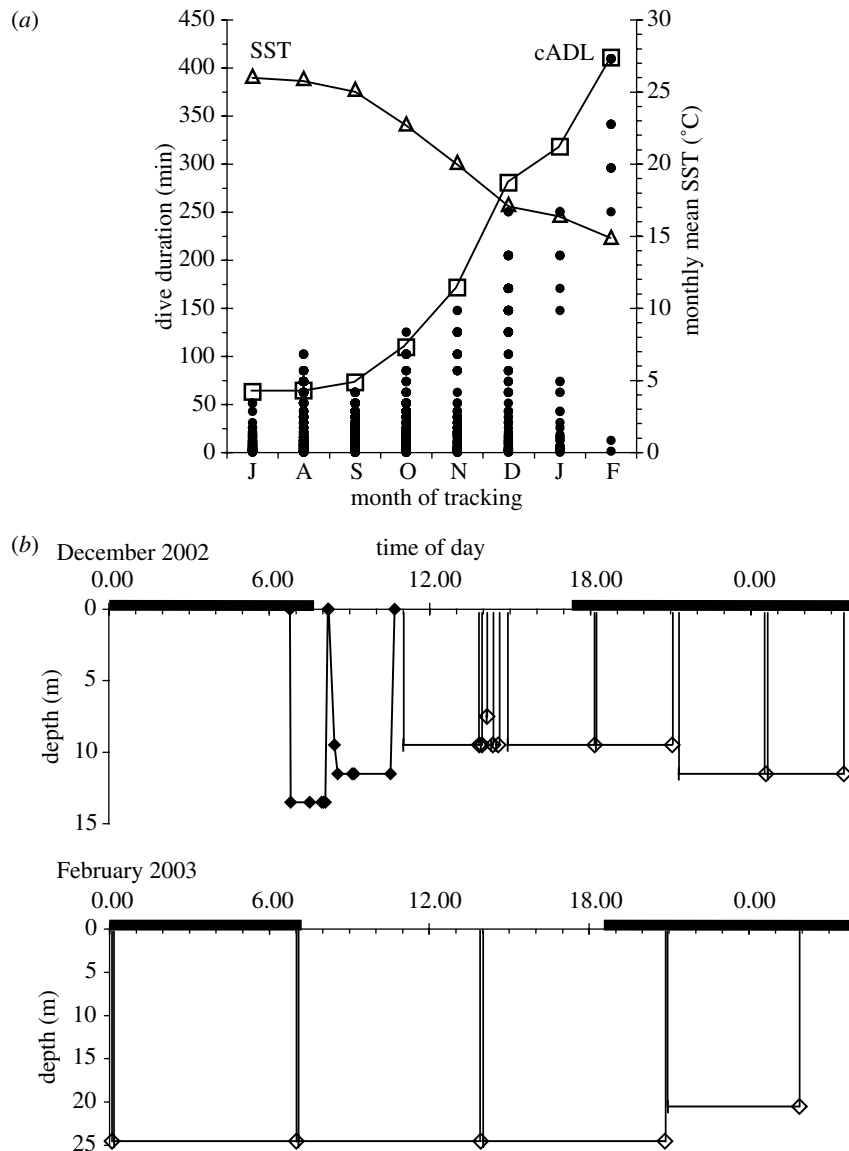 (a)
450 400 350 300 250 200 150 100 50 0
dive duration (min)
SST
cADL
30 25 20 15 10 5 0
monthly mean SST (˚C)
J A S O N D J F
month of tracking
(b)
December 2002
time of day
0.00 6.00 12.00 18.00 0.00
0 5 10 15
depth (m)
February 2003
0.00 6.00 12.00 18.00 0.00
0 5 10 15 20 25
depth (m)